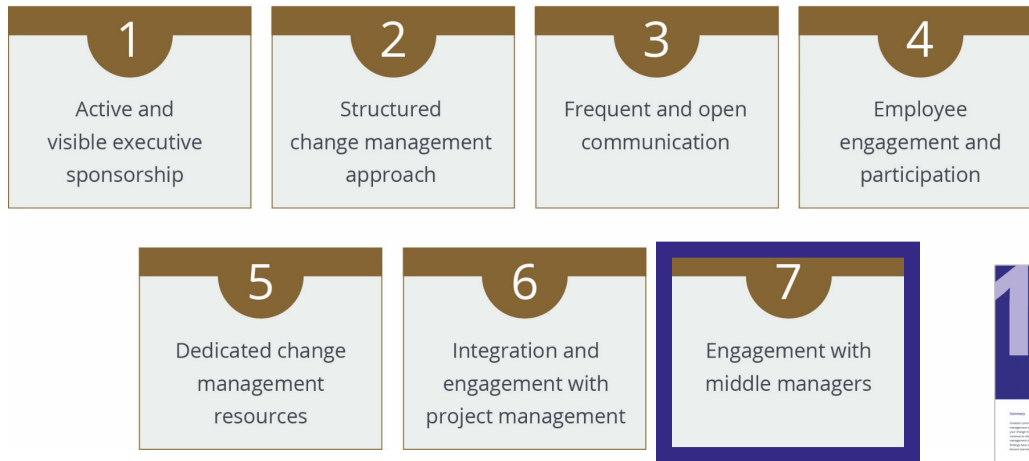 1
Active and
visible executive
sponsorship
2
Structured
change management
approach
3
Frequent and open
communication
4
Employee
engagement and
participation
5
Dedicated change
management
resources
6
Integration and
engagement with
project management
7
Engagement with
middle managers
1
Summary